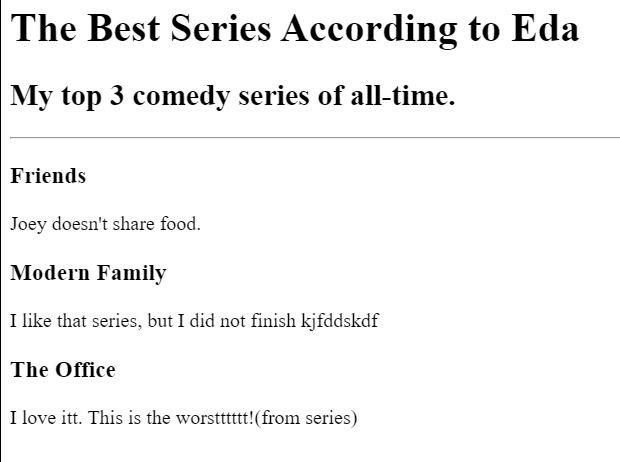 The Best Series According to Eda
My top 3 comedy series of all-time.
Friends
Joey doesn't share food.
Modern Family
I like that series, but I did not finish kjfddskdf
The Office
I love itt. This is the worstttttt!(from series)